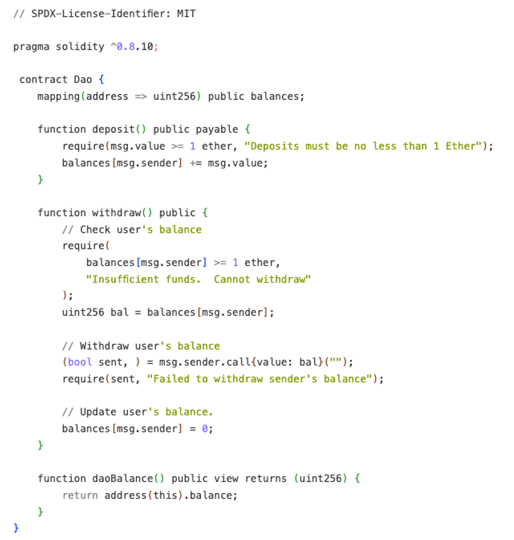 // SPDX-License-Identifier: MIT
pragma solidity ^0.8.10;
contract Dao {
mapping(address => uint256) public balances;
function deposit() public payable {
require(msg.value >= 1 ether, "Deposits must be no less than 1 Ether");
balances[msg.sender] += msg.value;
}
function withdraw() public {
// Check user's balance
require(
balances[msg.sender] >= 1 ether,
"Insufficient funds.  Cannot withdraw"
);
uint256 bal = balances[msg.sender];
// Withdraw user's balance
(bool sent, ) = msg.sender.call{value: bal}("");
require(sent, "Failed to withdraw sender's balance");
// Update user's balance.
balances[msg.sender] = 0;
}
function daoBalance() public view returns (uint256) {
return address(this).balance;
}
}